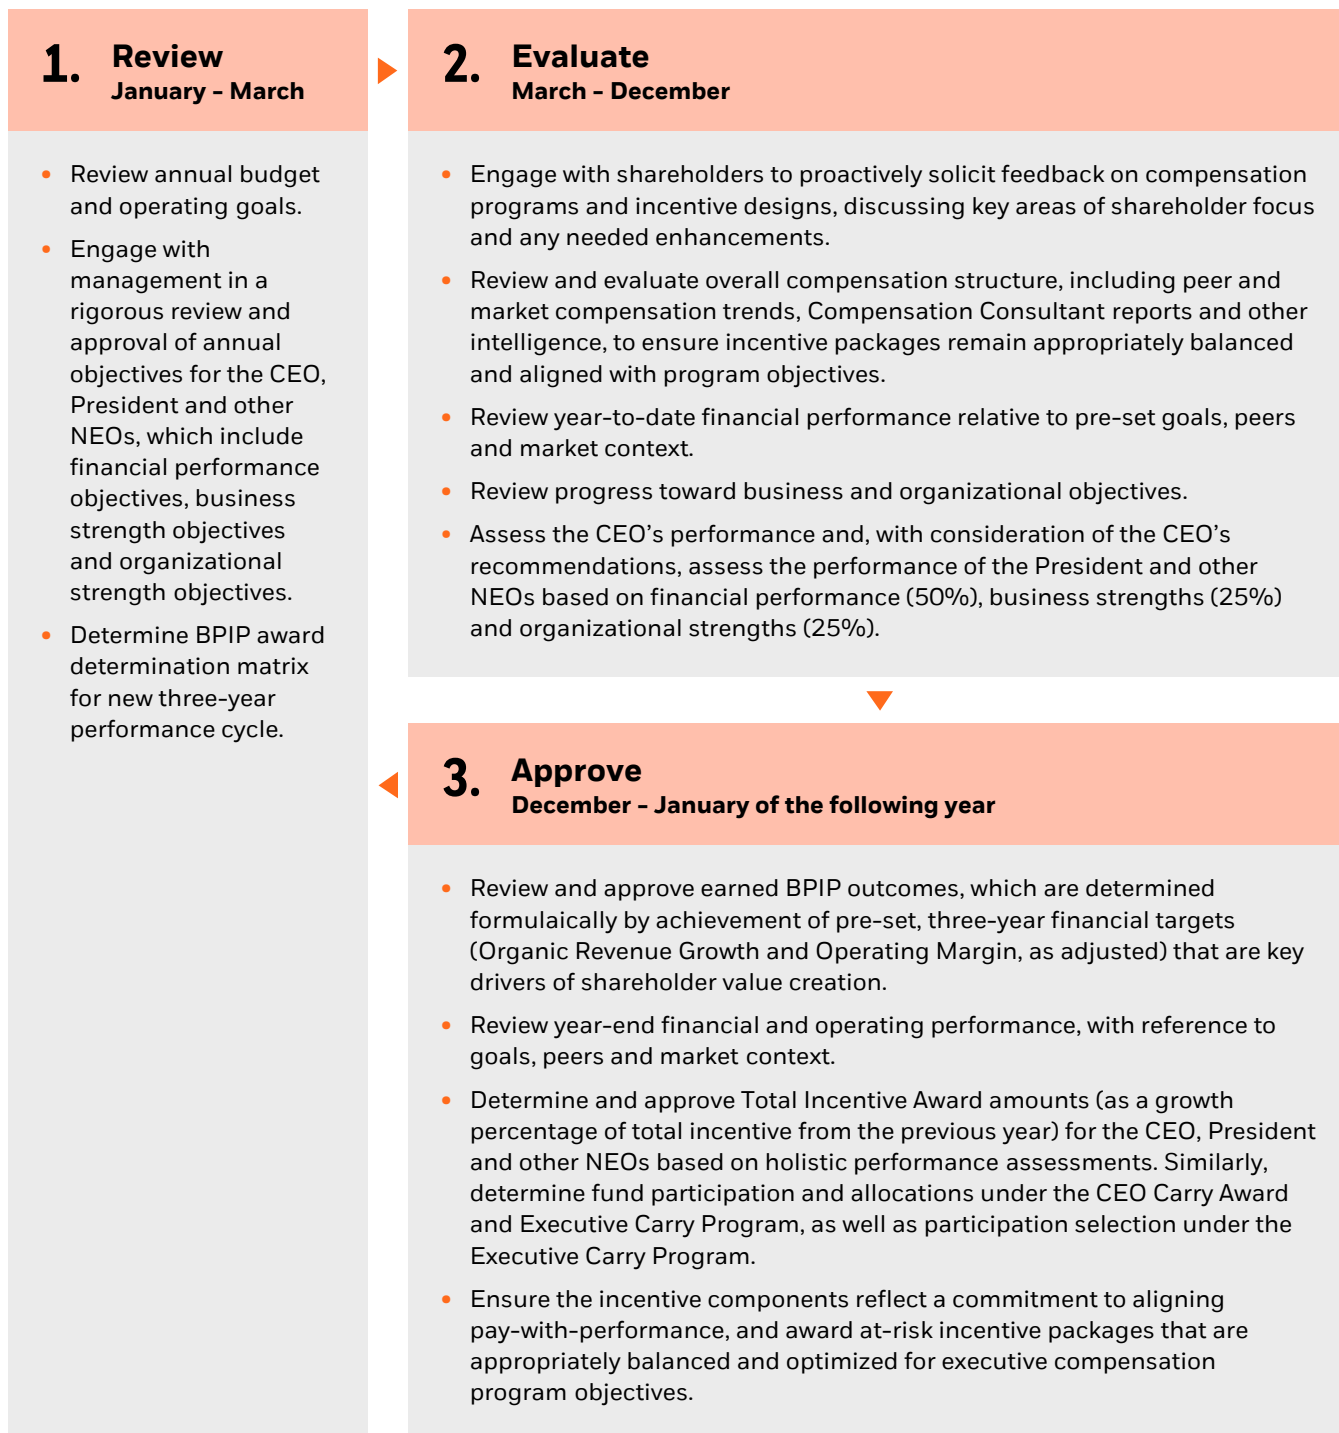 1. Review
January – March
• Review annual budget
and operating goals.
• Engage with
management in a
rigorous review and
approval of annual
objectives for the CEO,
President and other
NEOs, which include
financial performance
objectives, business
strength objectives
and organizational
strength objectives.
• Determine BPIP award
determination matrix
for new three-year
performance cycle.
2. Evaluate
March – December
• Engage with shareholders to proactively solicit feedback on compensation
programs and incentive designs, discussing key areas of shareholder focus
and any needed enhancements.
• Review and evaluate overall compensation structure, including peer and
market compensation trends, Compensation Consultant reports and other
intelligence, to ensure incentive packages remain appropriately balanced
and aligned with program objectives.
• Review year-to-date financial performance relative to pre-set goals, peers
and market context.
• Review progress toward business and organizational objectives.
• Assess the CEO’s performance and, with consideration of the CEO’s
recommendations, assess the performance of the President and other
NEOs based on financial performance (50%), business strengths (25%)
and organizational strengths (25%).
3. Approve
December – January of the following year
• Review and approve earned BPIP outcomes, which are determined
formulaically by achievement of pre-set, three-year financial targets
(Organic Revenue Growth and Operating Margin, as adjusted) that are key
drivers of shareholder value creation.
• Review year-end financial and operating performance, with reference to
goals, peers and market context.
• Determine and approve Total Incentive Award amounts (as a growth
percentage of total incentive from the previous year) for the CEO, President
and other NEOs based on holistic performance assessments. Similarly,
determine fund participation and allocations under the CEO Carry Award
and Executive Carry Program, as well as participation selection under the
Executive Carry Program.
• Ensure the incentive components reflect a commitment to aligning
pay-with-performance, and award at-risk incentive packages that are
appropriately balanced and optimized for executive compensation
program objectives.